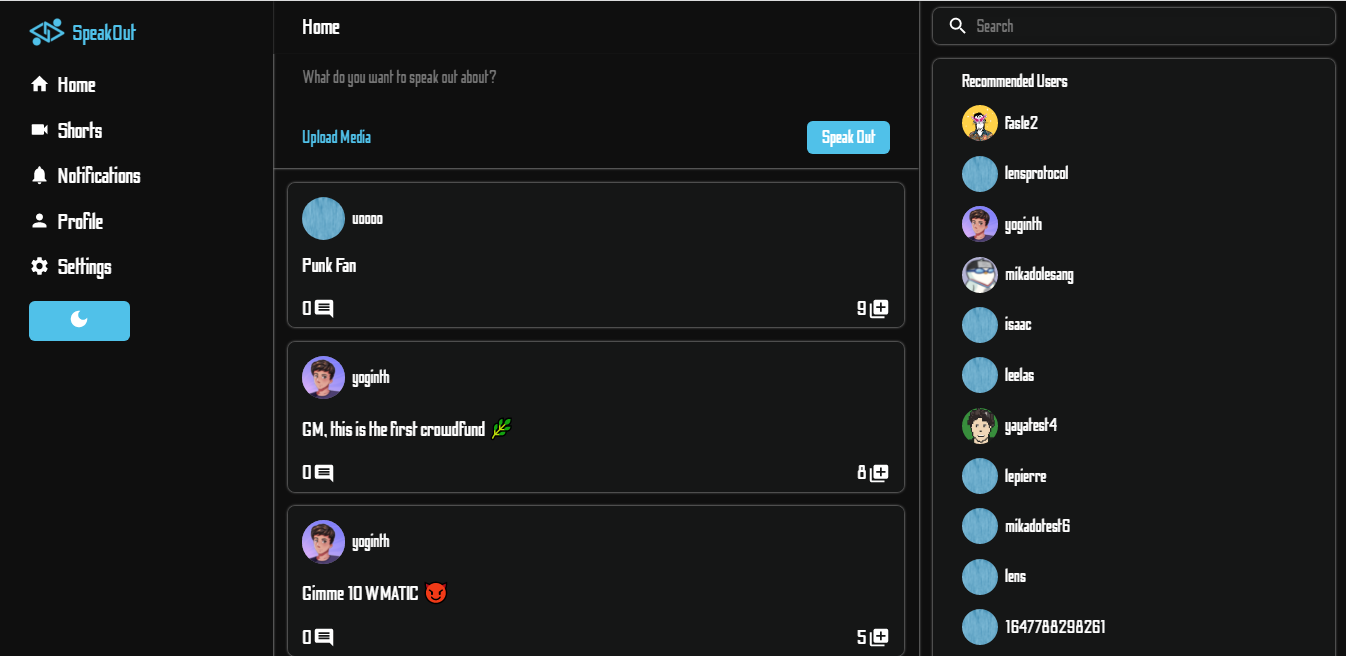 SpeakOut
Home
Shorts
Notifications
Profile
Settings
Home
What do you want to speak out about?
Upload Media
Speak Out
uoooo
Punk Fan
0
9
yoginth
GM, this is the first crowdfund 🌿
0
8
yoginth
Gimme 10 WMATIC 😈
0
5
Search
Recommended Users
fasle2
lensprotocol
yoginth
mikadolesang
isaac
leelas
yayatest4
lepierre
mikadotest6
lens
1647788298261